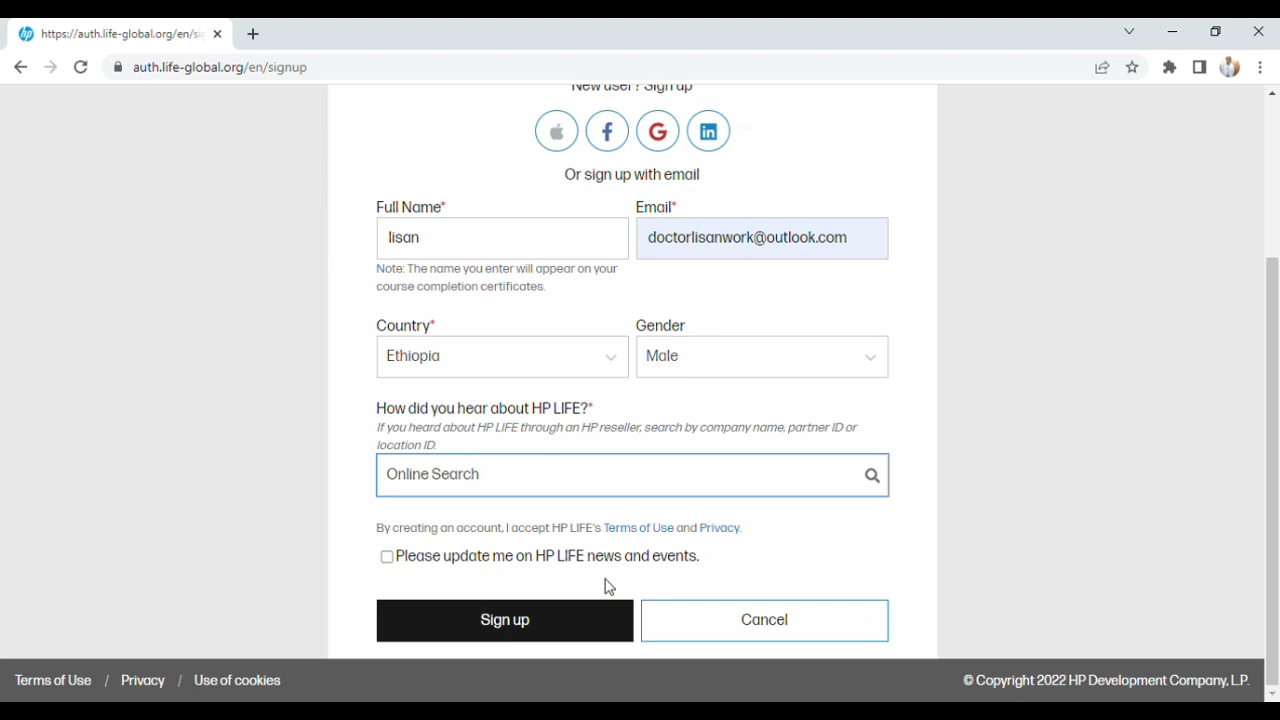 https://auth.life-global.org/en/si
auth.life-global.org/en/signup
New user? Sign up
Or sign up with email
Full Name*
Email*
lisan
doctorlisanwork@outlook.com
Note: The name you enter will appear on your
course completion certificates.
Country*
Gender
Ethiopia
Male
How did you hear about HP LIFE?*
If you heard about HP LIFE through an HP reseller, search by company name, partner ID or
location ID.
Online Search
By creating an account, I accept HP LIFE's Terms of Use and Privacy.
Please update me on HP LIFE news and events.
Sign up
Cancel
Terms of Use / Privacy / Use of cookies
© Copyright 2022 HP Development Company, L.P.